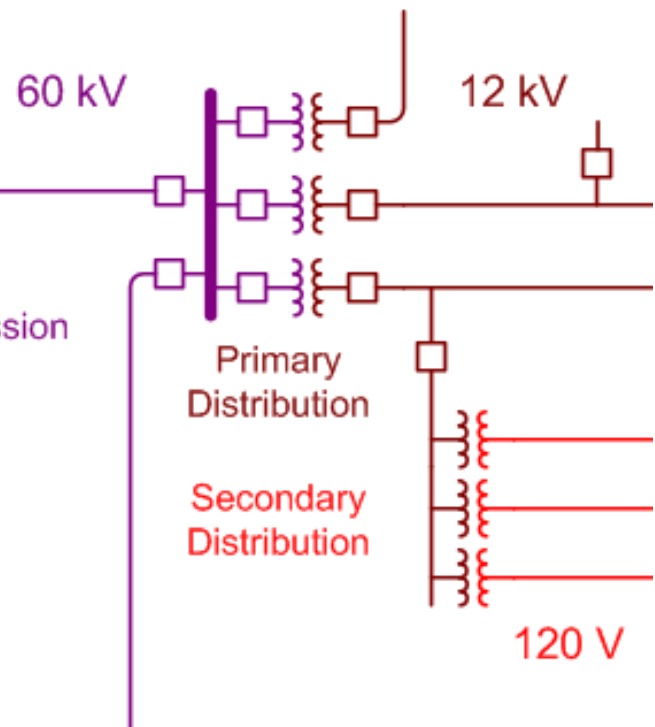 60 kV
12 kV
ssion
Primary
Distribution
Secondary
Distribution
120 V